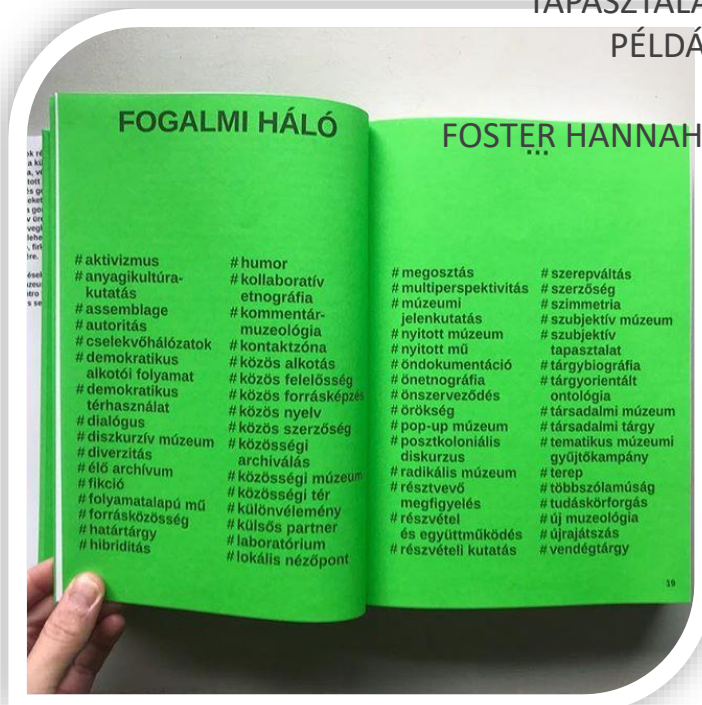 TAPASZTALA
PÉLDÁ
FOSTER HANNAH
FOGALMI HÁLÓ
...
# aktivizmus
# anyagikultúra-
kutatás
# assemblage
# autoritás
# cselekvőhálózatok
# demokratikus
alkotói folyamat
# demokratikus
térhasználat
# dialógus
# diszkurzív múzeum
# diverzitás
# élő archívum
# fikció
# folyamatalapú mű
# forrásközösség
# határtárgy
# hibriditás
# humor
# kollaboratív
etnográfia
# kommentár-
muzeológia
# kontaktzóna
# közös alkotás
# közös felelősség
# közös forrásképzés
# közös nyelv
# közös szerzőség
# közösségi
archiválás
# közösségi múzeum
# közösségi tér
# különvélemény
# külsős partner
# laboratórium
# lokális nézőpont
# megosztás
# multiperspektivitás
# múzeumi
jelenkutatás
# nyitott múzeum
# nyitott mű
# öndokumentáció
# önetnográfia
# önszerveződés
# örökség
# pop-up múzeum
# posztkoloniális
diskurzus
# radikális múzeum
# résztvevő
megfigyelés
# részvétel
és együttműködés
# részvételi kutatás
# szerepváltás
# szerzőség
# szimmetria
# szubjektív múzeum
# szubjektív
tapasztalat
# tárgybiográfia
# tárgyorientált
ontológia
# társadalmi múzeum
# társadalmi tárgy
# tematikus múzeumi
gyűjtőkampány
# terep
# többszólamúság
# tudáskörforgás
# új muzeológia
# újrajátszás
# vendégtárgy
19